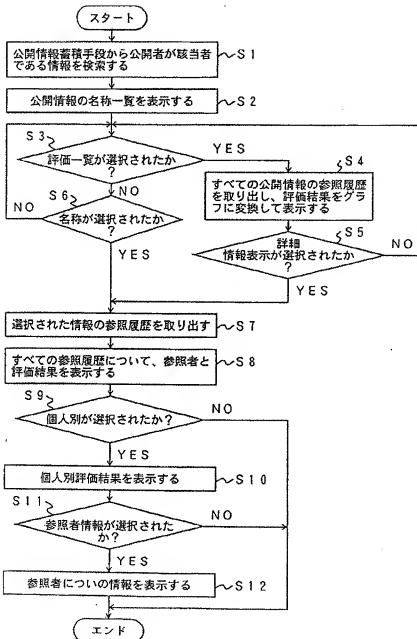 スタート
公開情報蓄積手段から公開者が該当者
である情報を検索する
S1
公開情報の名称一覧を表示する
S2
S3
評価一覧が選択されたか
?
YES
NO
S4
すべての公開情報の参照履歴
を取り出し、評価結果をグラ
フに変換して表示する
S6
名称が選択されたか
?
NO
YES
S5
詳細
情報表示が選択されたか
?
NO
YES
選択された情報の参照履歴を取り出す
S7
すべての参照履歴について、参照者と
評価結果を表示する
S8
S9
個人別が選択されたか?
NO
YES
個人別評価結果を表示する
S10
S11
参照者情報が選択された
か?
NO
YES
参照者についの情報を表示する
S12
エンド